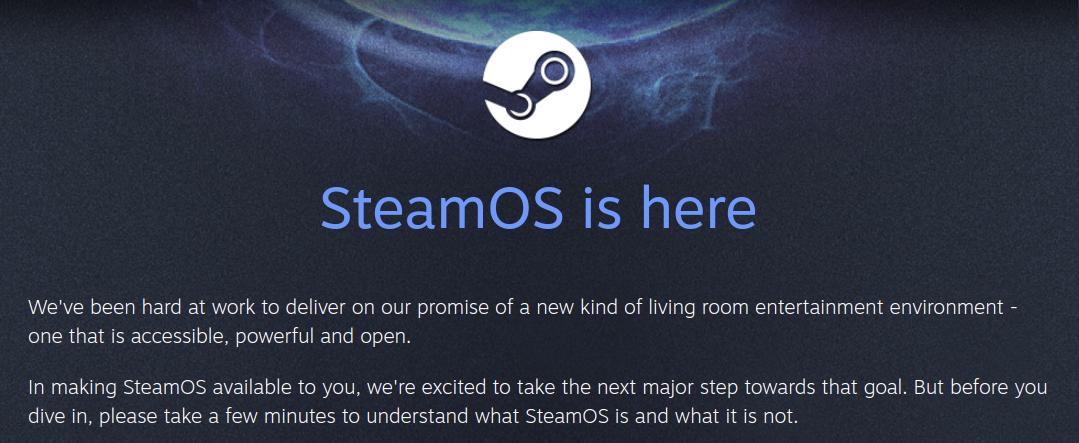 SteamOS is here
We've been hard at work to deliver on our promise of a new kind of living room entertainment environment -
one that is accessible, powerful and open.
In making SteamOS available to you, we're excited to take the next major step towards that goal. But before you
dive in, please take a few minutes to understand what SteamOS is and what it is not.